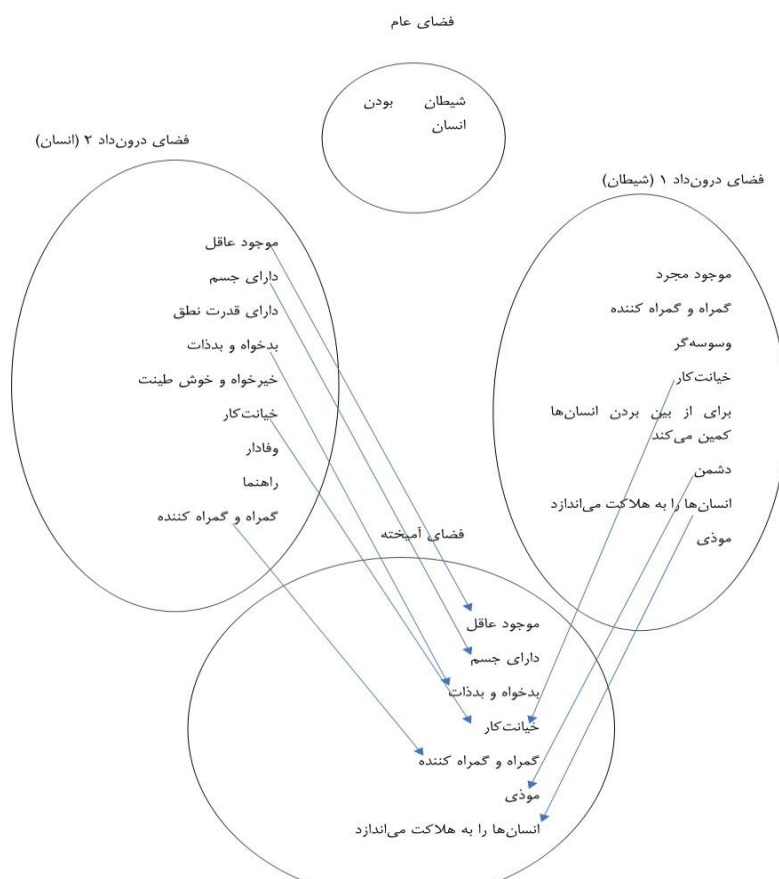 فضای عام
شیطان بودن
انسان
فضای درون‌داد ۱ (شیطان)
موجود مجرد
گمراه و گمراه کننده
وسوسه‌گر
خیانت‌کار
برای از بین بردن انسان‌ها
کمین می‌کند
دشمن
انسان‌ها را به هلاکت می‌اندازد
موذی
فضای درون‌داد ۲ (انسان)
موجود عاقل
دارای جسم
دارای قدرت نطق
بدخواه و بدذات
خیرخواه و خوش طینت
خیانت‌کار
وفادار
راهنما
گمراه و گمراه کننده
فضای آمیخته
موجود عاقل
دارای جسم
بدخواه و بدذات
خیانت‌کار
گمراه و گمراه کننده
موذی
انسان‌ها را به هلاکت می‌اندازد